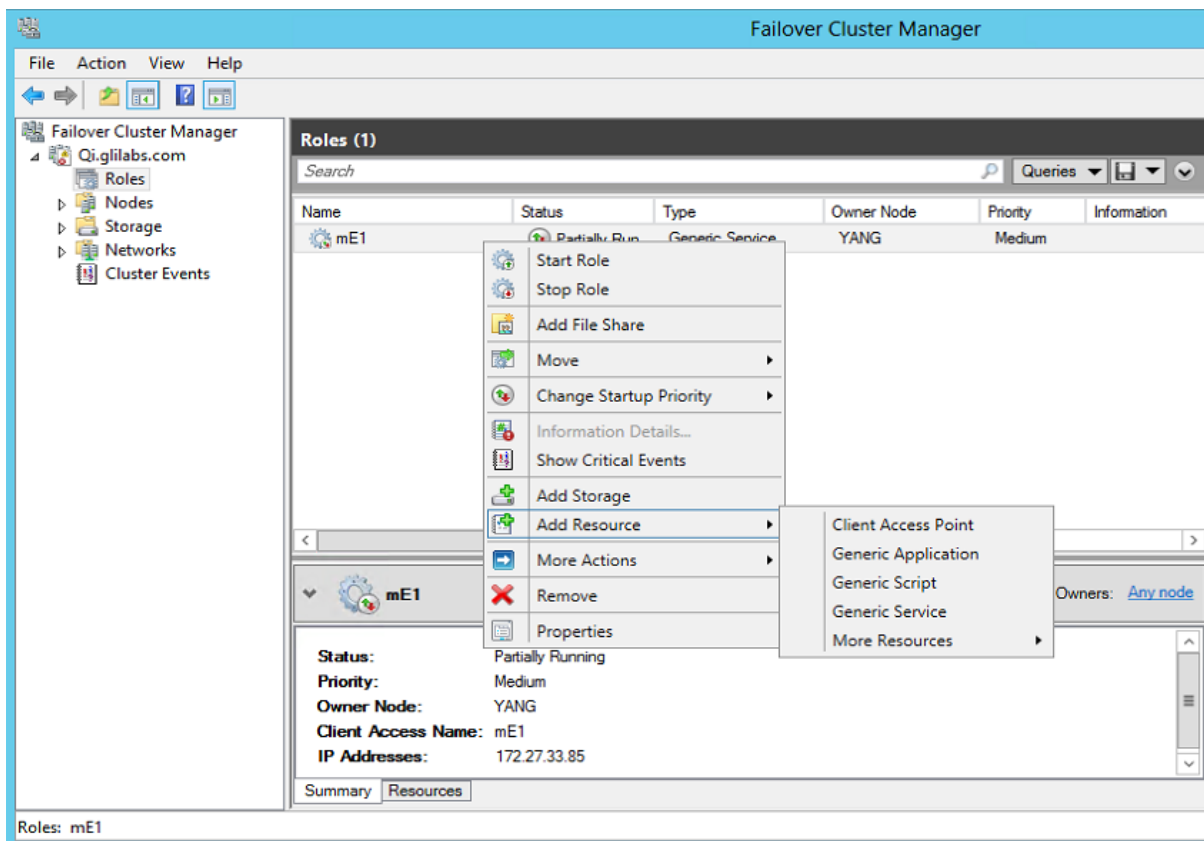 Failover Cluster Manager
File Action View Help
Failover Cluster Manager
Qi.glilabs.com
Roles
Nodes
Storage
Networks
Cluster Events
Roles (1)
Search
Queries
Name Status Type Owner Node Priority Information
mE1 Partially Run Generic Service YANG Medium
Start Role
Stop Role
Add File Share
Move
Change Startup Priority
Information Details...
Show Critical Events
Add Storage
Add Resource
More Actions
Remove
Properties
Client Access Point
Generic Application
Generic Script
Generic Service
More Resources
mE1
Owners: Any node
Status: Partially Running
Priority: Medium
Owner Node: YANG
Client Access Name: mE1
IP Addresses: 172.27.33.85
Summary Resources
Roles: mE1